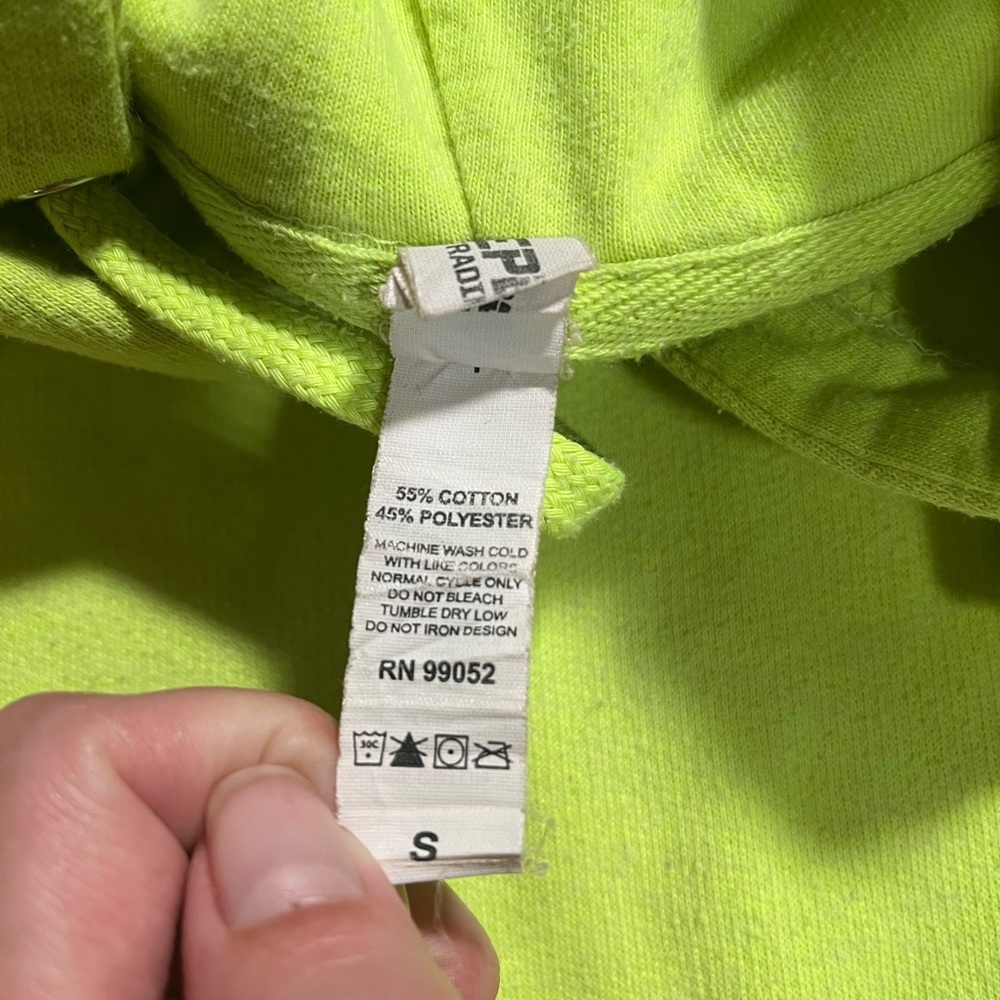 55% COTTON
45% POLYESTER
MACHINE WASH COLD
WITH LIKE COLORS
NORMAL CYCLE ONLY
DO NOT BLEACH
TUMBLE DRY LOW
DO NOT IRON DESIGN
RN 99052
30C
S